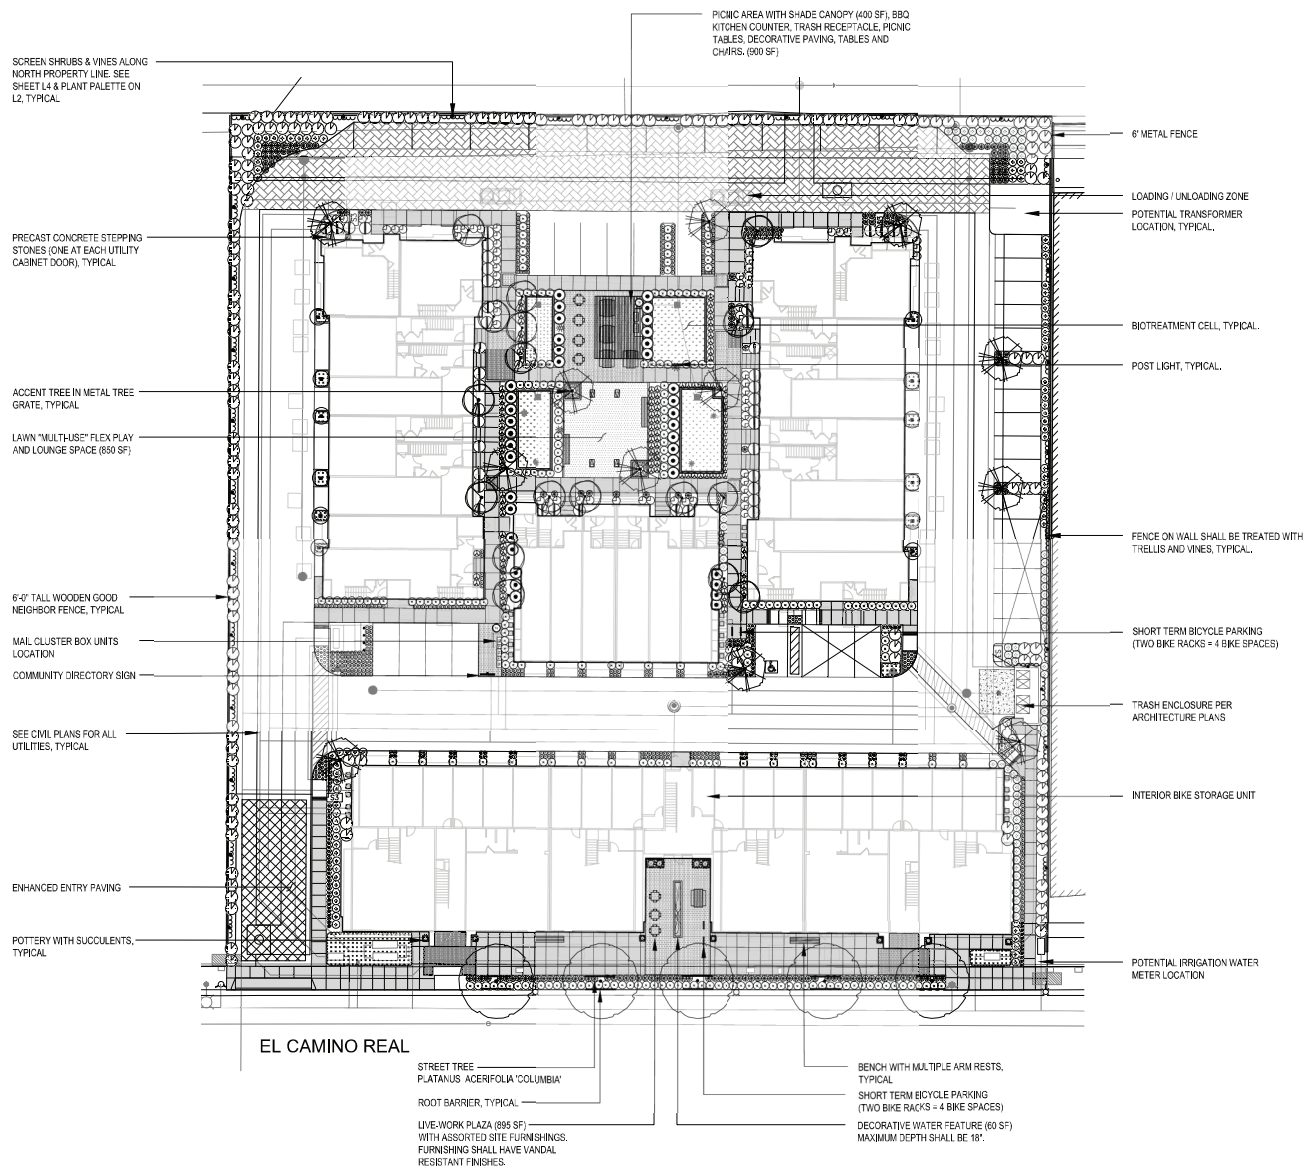 PICNIC AREA WITH SHADE CANOPY (400 SF), BBQ
KITCHEN COUNTER, TRASH RECEPTACLE, PICNIC
TABLES, DECORATIVE PAVING, TABLES AND
CHAIRS. (900 SF)
SCREEN SHRUBS & VINES ALONG
NORTH PROPERTY LINE. SEE
SHEET L4 & PLANT PALETTE ON
L2, TYPICAL
6' METAL FENCE
LOADING / UNLOADING ZONE
POTENTIAL TRANSFORMER
LOCATION, TYPICAL.
PRECAST CONCRETE STEPPING
STONES (ONE AT EACH UTILITY
CABINET DOOR), TYPICAL
BIOTREATMENT CELL, TYPICAL.
POST LIGHT, TYPICAL.
ACCENT TREE IN METAL TREE
GRATE, TYPICAL
LAWN "MULTI-USE" FLEX PLAY
AND LOUNGE SPACE (850 SF)
FENCE ON WALL SHALL BE TREATED WITH
TRELLIS AND VINES, TYPICAL.
6'-0" TALL WOODEN GOOD
NEIGHBOR FENCE, TYPICAL
MAIL CLUSTER BOX UNITS
LOCATION
SHORT TERM BICYCLE PARKING
(TWO BIKE RACKS = 4 BIKE SPACES)
COMMUNITY DIRECTORY SIGN
TRASH ENCLOSURE PER
ARCHITECTURE PLANS
SEE CIVIL PLANS FOR ALL
UTILITIES, TYPICAL
INTERIOR BIKE STORAGE UNIT
ENHANCED ENTRY PAVING
POTTERY WITH SUCCULENTS,
TYPICAL
POTENTIAL IRRIGATION WATER
METER LOCATION
EL CAMINO REAL
STREET TREE
PLATANUS ACERIFOLIA 'COLUMBIA'
ROOT BARRIER, TYPICAL
LIVE-WORK PLAZA (895 SF)
WITH ASSORTED SITE FURNISHINGS.
FURNISHING SHALL HAVE VANDAL
RESISTANT FINISHES.
BENCH WITH MULTIPLE ARM RESTS,
TYPICAL
SHORT TERM BICYCLE PARKING
(TWO BIKE RACKS = 4 BIKE SPACES)
DECORATIVE WATER FEATURE (60 SF)
MAXIMUM DEPTH SHALL BE 18".